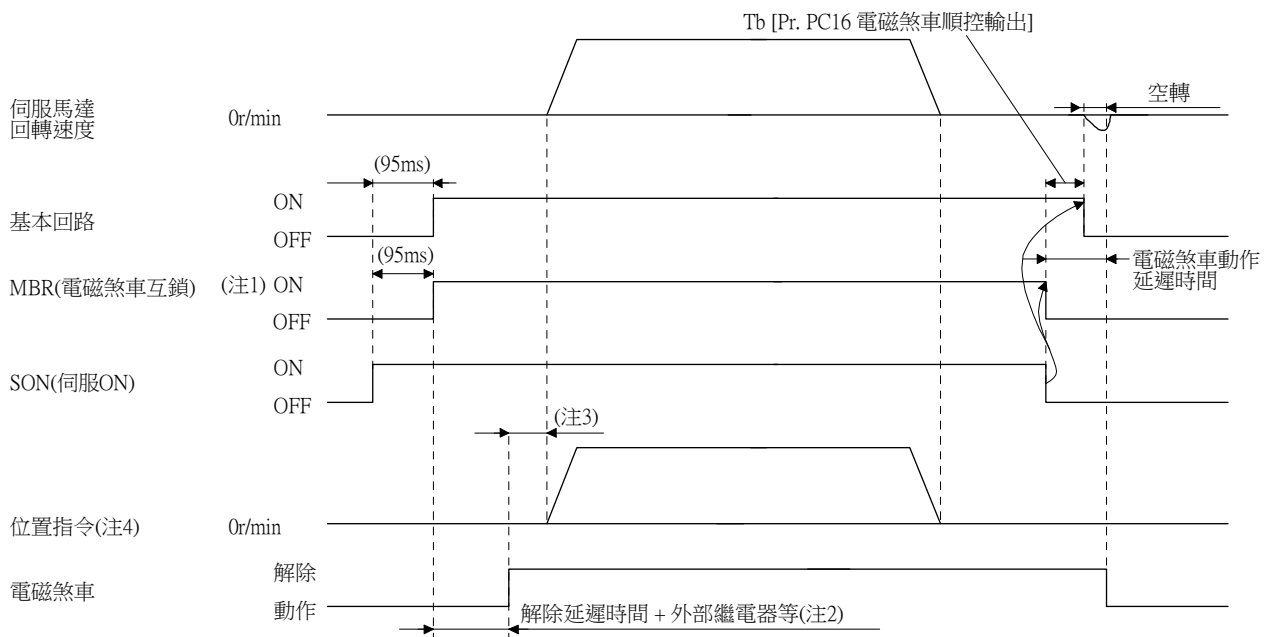 Tb [Pr. PC16 電磁煞車順控輸出]
空轉
伺服馬達
回轉速度
0r/min
(95ms)
基本回路
ON
OFF
(95ms)
電磁煞車動作
延遲時間
MBR(電磁煞車互鎖)
(注1)
ON
OFF
SON(伺服ON)
ON
OFF
(注3)
位置指令(注4)
0r/min
電磁煞車
解除
動作
解除延遲時間 + 外部繼電器等(注2)